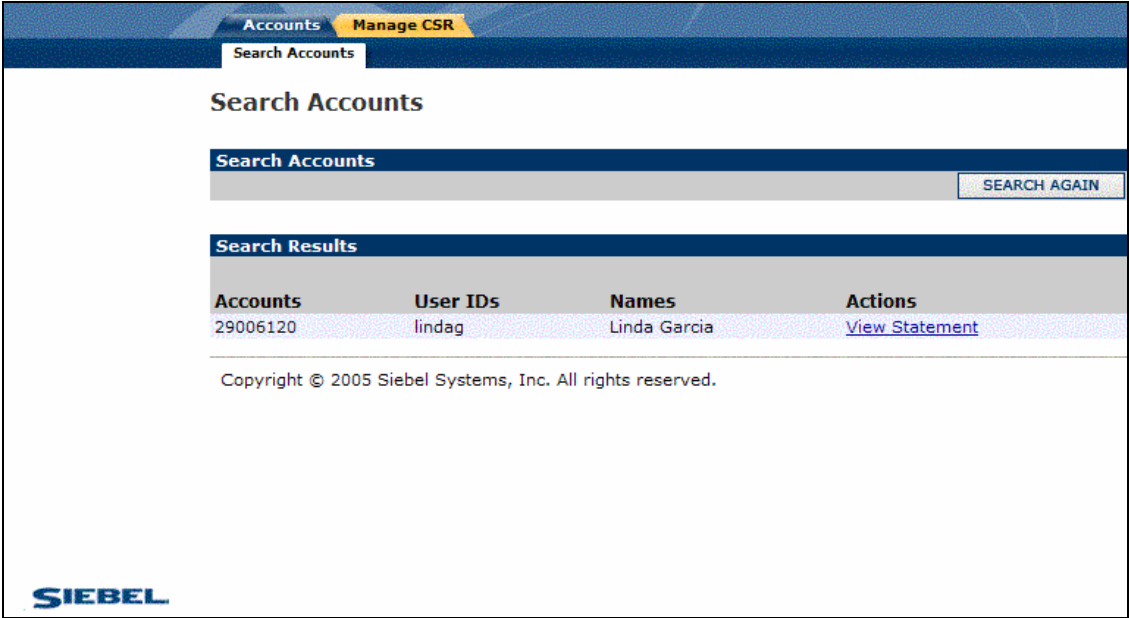 Accounts Manage CSR
Search Accounts
Search Accounts
Search Accounts
SEARCH AGAIN
Search Results
Accounts User IDs Names Actions
29006120 lindag Linda Garcia View Statement
Copyright © 2005 Siebel Systems, Inc. All rights reserved.
SIEBEL